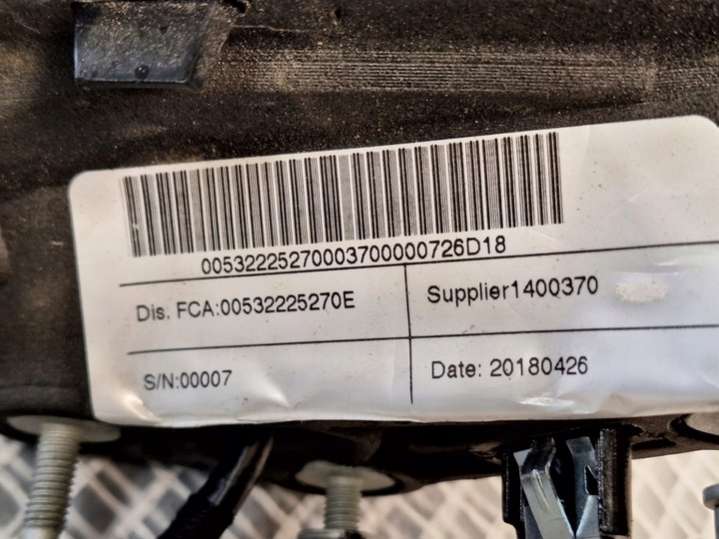 00532225270003700000726D18
Dis. FCA:00532225270E
Supplier1400370
S/N:00007
Date: 20180426